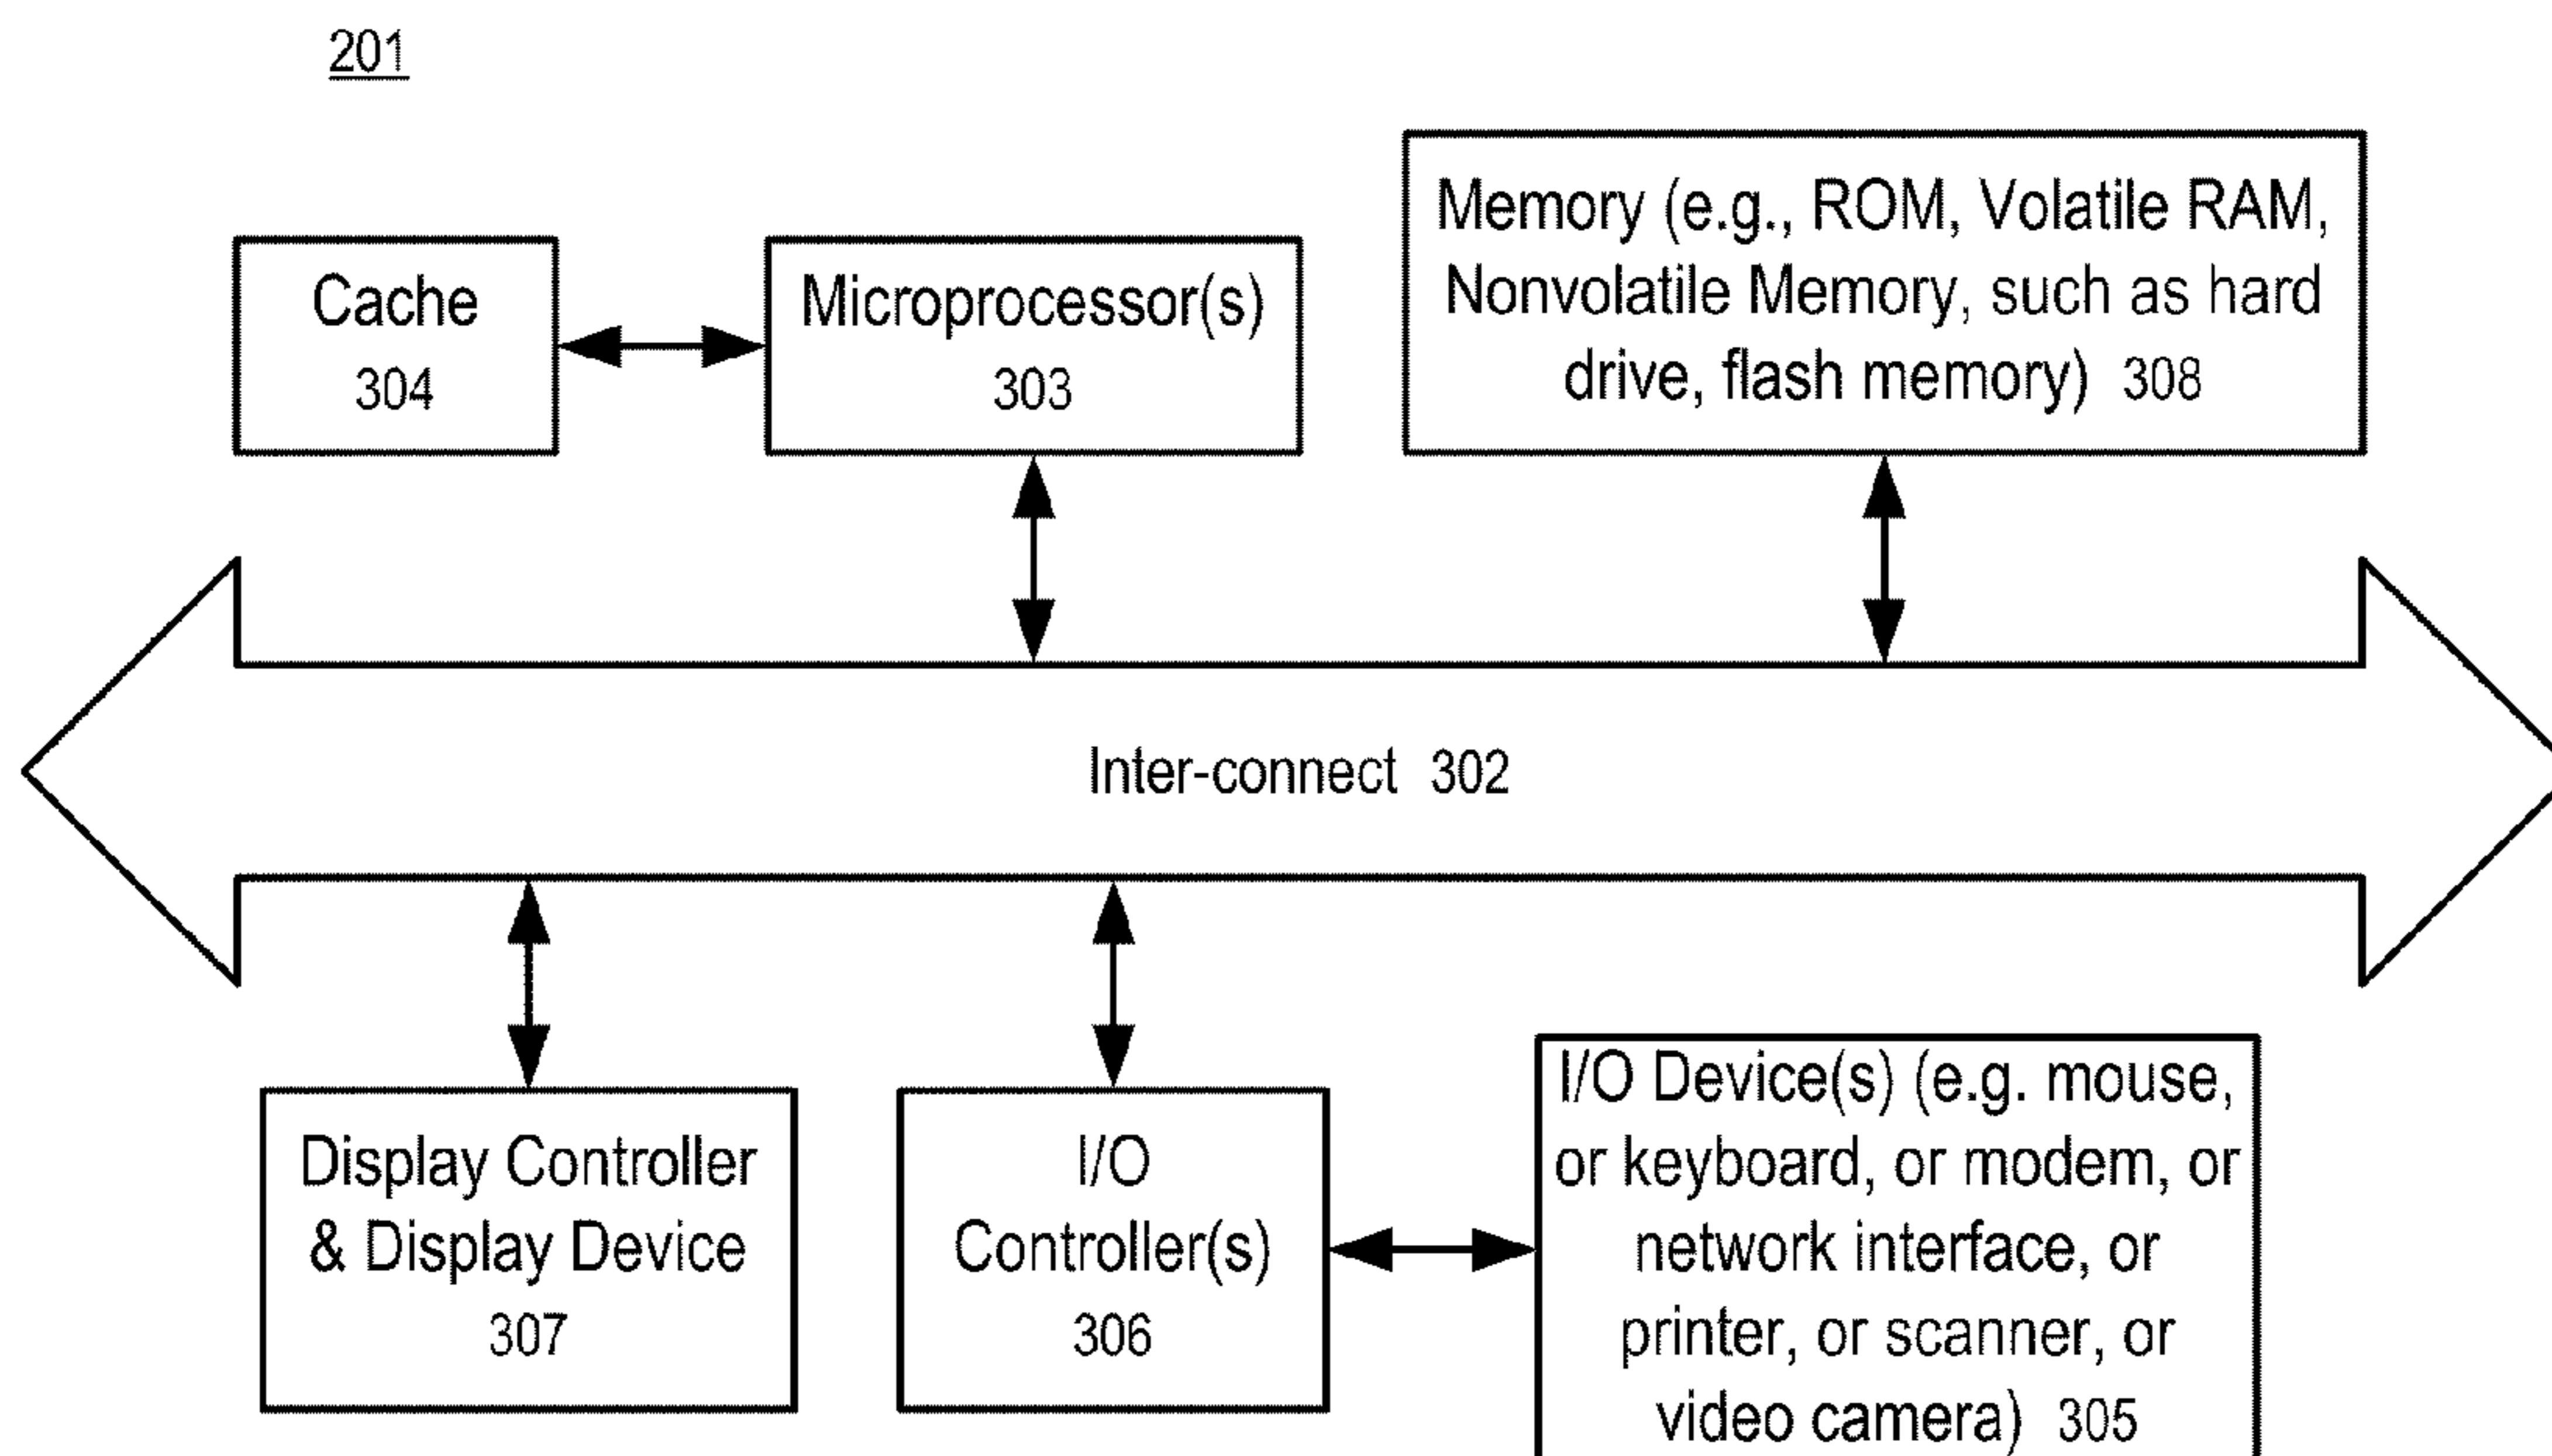 201
Cache
304
Microprocessor(s)
303
Memory (e.g., ROM, Volatile RAM,
Nonvolatile Memory, such as hard
drive, flash memory) 308
Inter-connect 302
Display Controller
& Display Device
307
I/O
Controller(s)
306
I/O Device(s) (e.g. mouse,
or keyboard, or modem, or
network interface, or
printer, or scanner, or
video camera) 305